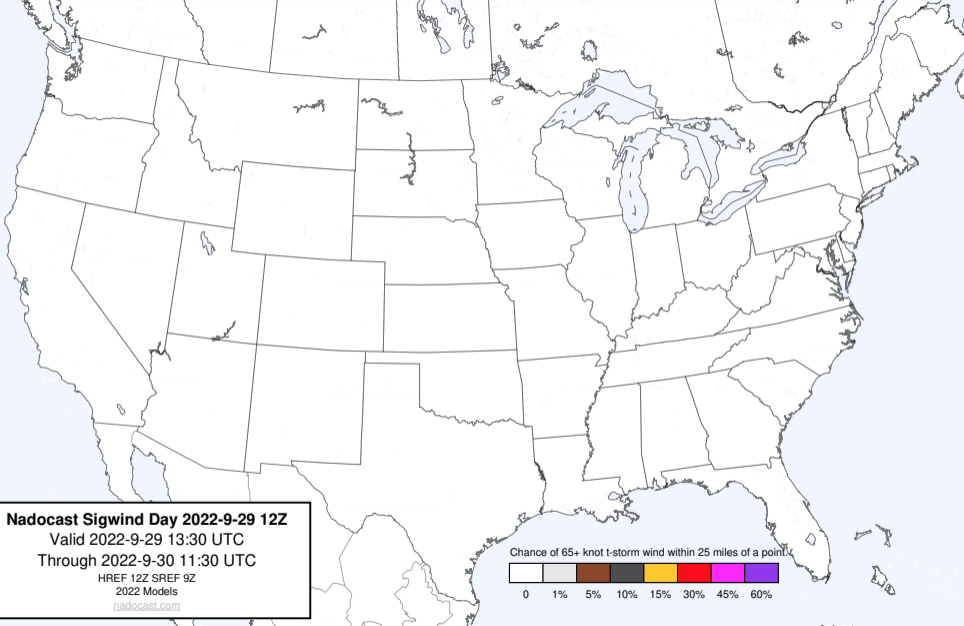 Nadocast Sigwind Day 2022-9-29 12Z
Valid 2022-9-29 13:30 UTC
Through 2022-9-30 11:30 UTC
HREF 12Z SREF 9Z
2022 Models
nadocast.com
Chance of 65+ knot t-storm wind within 25 miles of a point.
0 1% 5% 10% 15% 30% 45% 60%